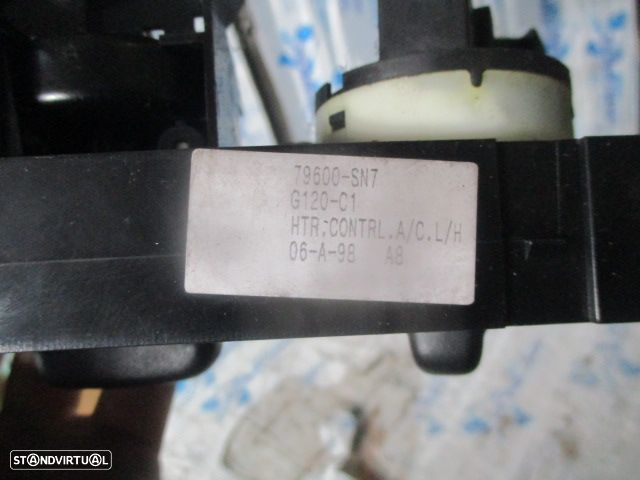 79600-SN7
G120-C1
HTR;CONTRL.A/C.L/H
06-A-98 A8
STANDVIRTUAL